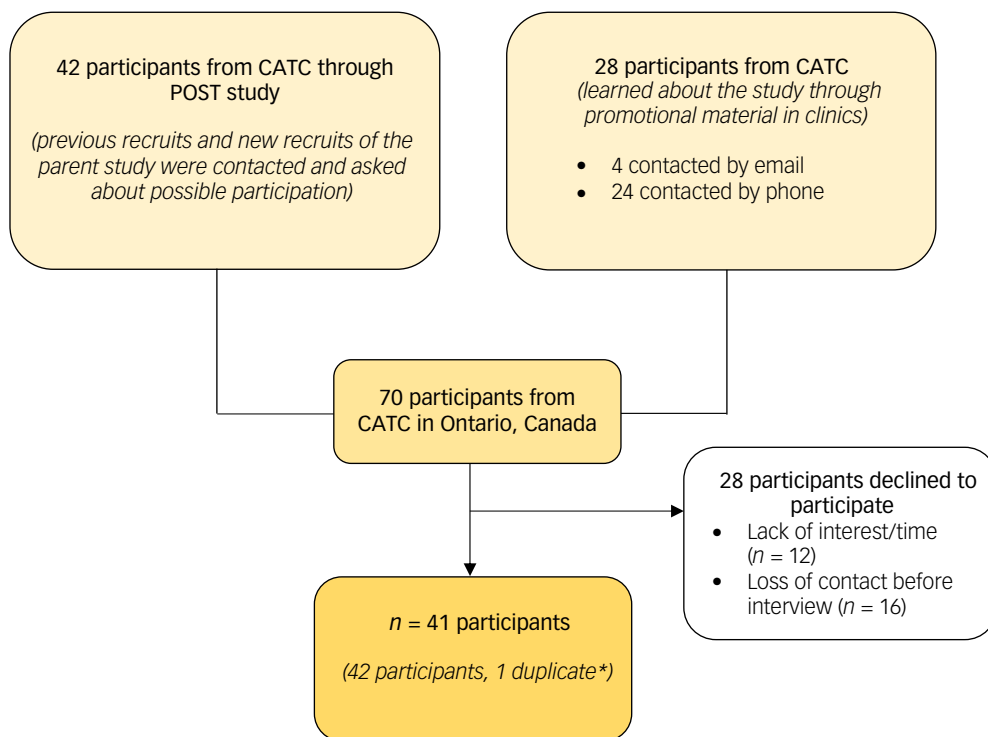 42 participants from CATC through
POST study
(previous recruits and new recruits of the
parent study were contacted and asked
about possible participation)
28 participants from CATC
(learned about the study through
promotional material in clinics)
• 4 contacted by email
• 24 contacted by phone
70 participants from
CATC in Ontario, Canada
28 participants declined to
participate
• Lack of interest/time
(n = 12)
• Loss of contact before
interview (n = 16)
n = 41 participants
(42 participants, 1 duplicate*)